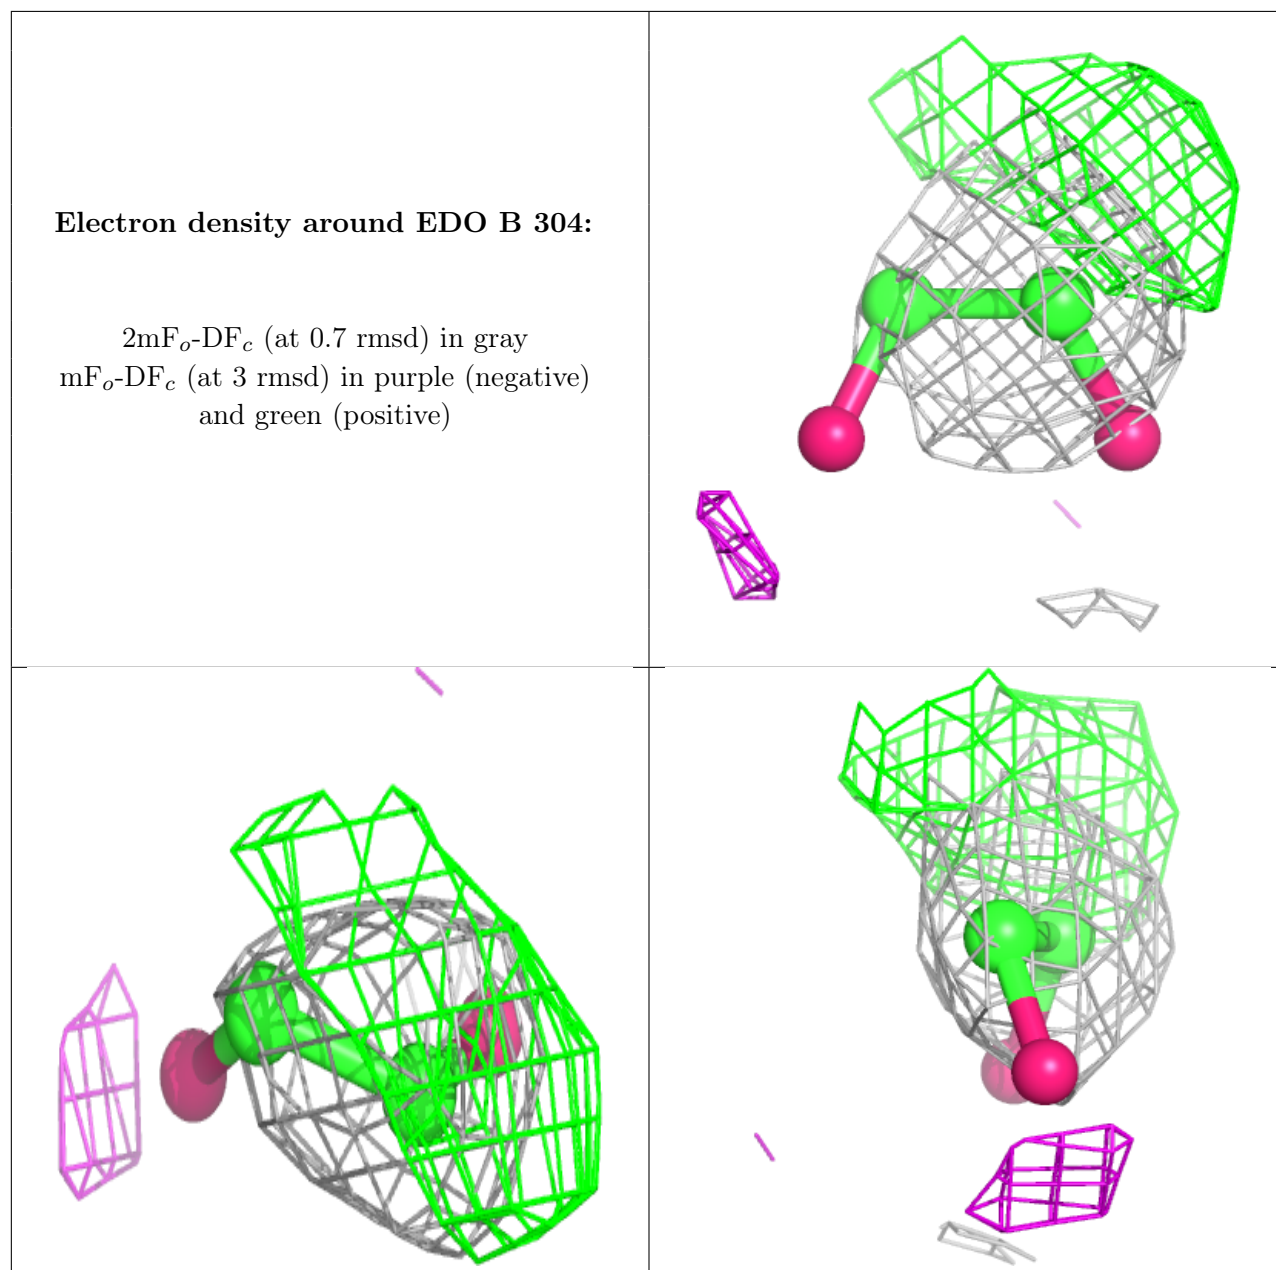 Electron density around EDO B 304:
2mFo-DFc (at 0.7 rmsd) in gray
mFo-DFc (at 3 rmsd) in purple (negative)
and green (positive)